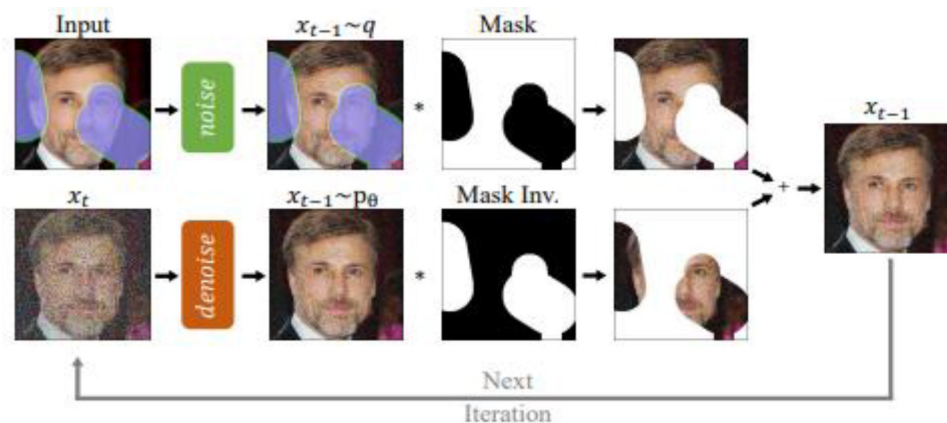 Input
x_{t-1}~q
Mask
noise
*
x_{t-1}
x_t
x_{t-1}~p_θ
Mask Inv.
+
denoise
*
Next
Iteration